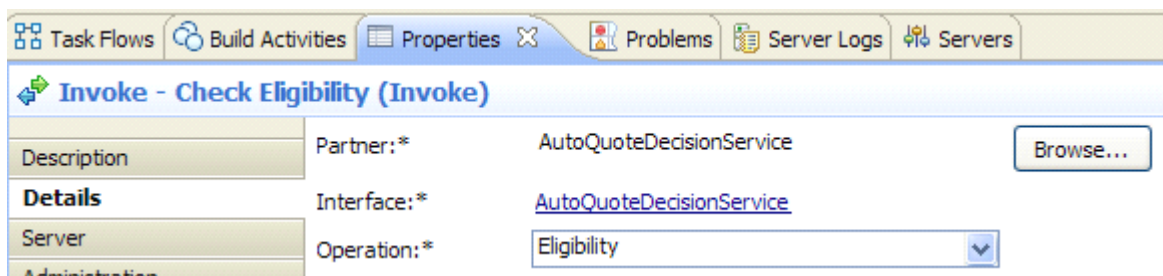 Task Flows Build Activities Properties Problems Server Logs Servers
Invoke - Check Eligibility (Invoke)
Description
Partner:* AutoQuoteDecisionService Browse...
Details
Interface:* AutoQuoteDecisionService
Server
Operation:* Eligibility
Administration